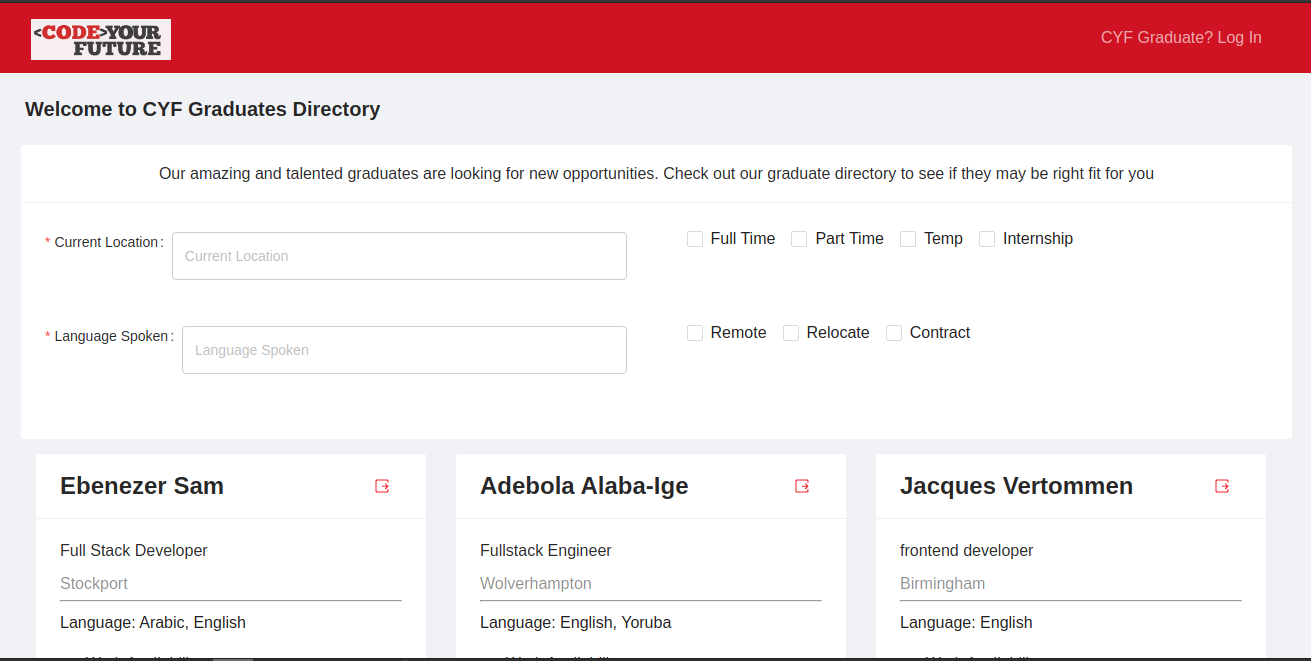 <CODE>YOUR
FUTURE
CYF Graduate? Log In
Welcome to CYF Graduates Directory
Our amazing and talented graduates are looking for new opportunities. Check out our graduate directory to see if they may be right fit for you
* Current Location:
Current Location
Full Time
Part Time
Temp
Internship
* Language Spoken:
Language Spoken
Remote
Relocate
Contract
Ebenezer Sam
Full Stack Developer
Stockport
Language: Arabic, English
Adebola Alaba-Ige
Fullstack Engineer
Wolverhampton
Language: English, Yoruba
Jacques Vertommen
frontend developer
Birmingham
Language: English